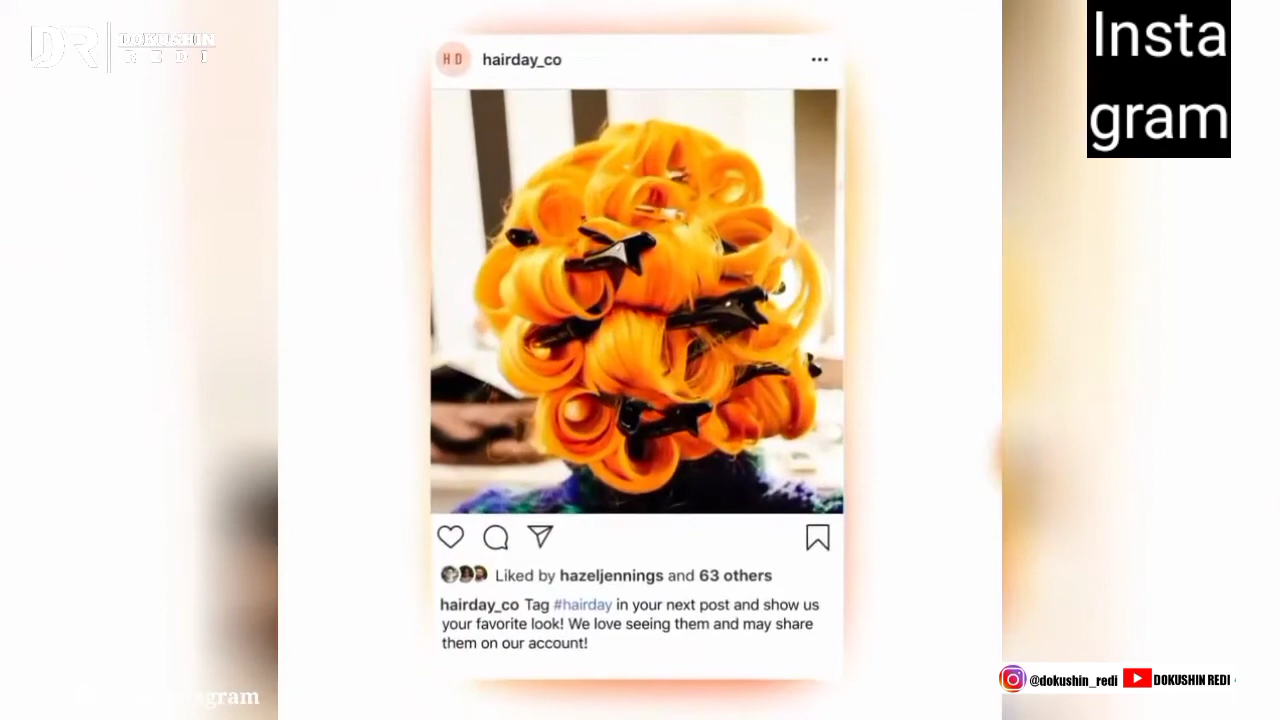 DR
DOKUSHIN
REDI
Insta
gram
HD
hairday_co
Liked by hazeljennings and 63 others
hairday_co Tag #hairday in your next post and show us
your favorite look! We love seeing them and may share
them on our account!
@dokushin_redi
DOKUSHIN REDI